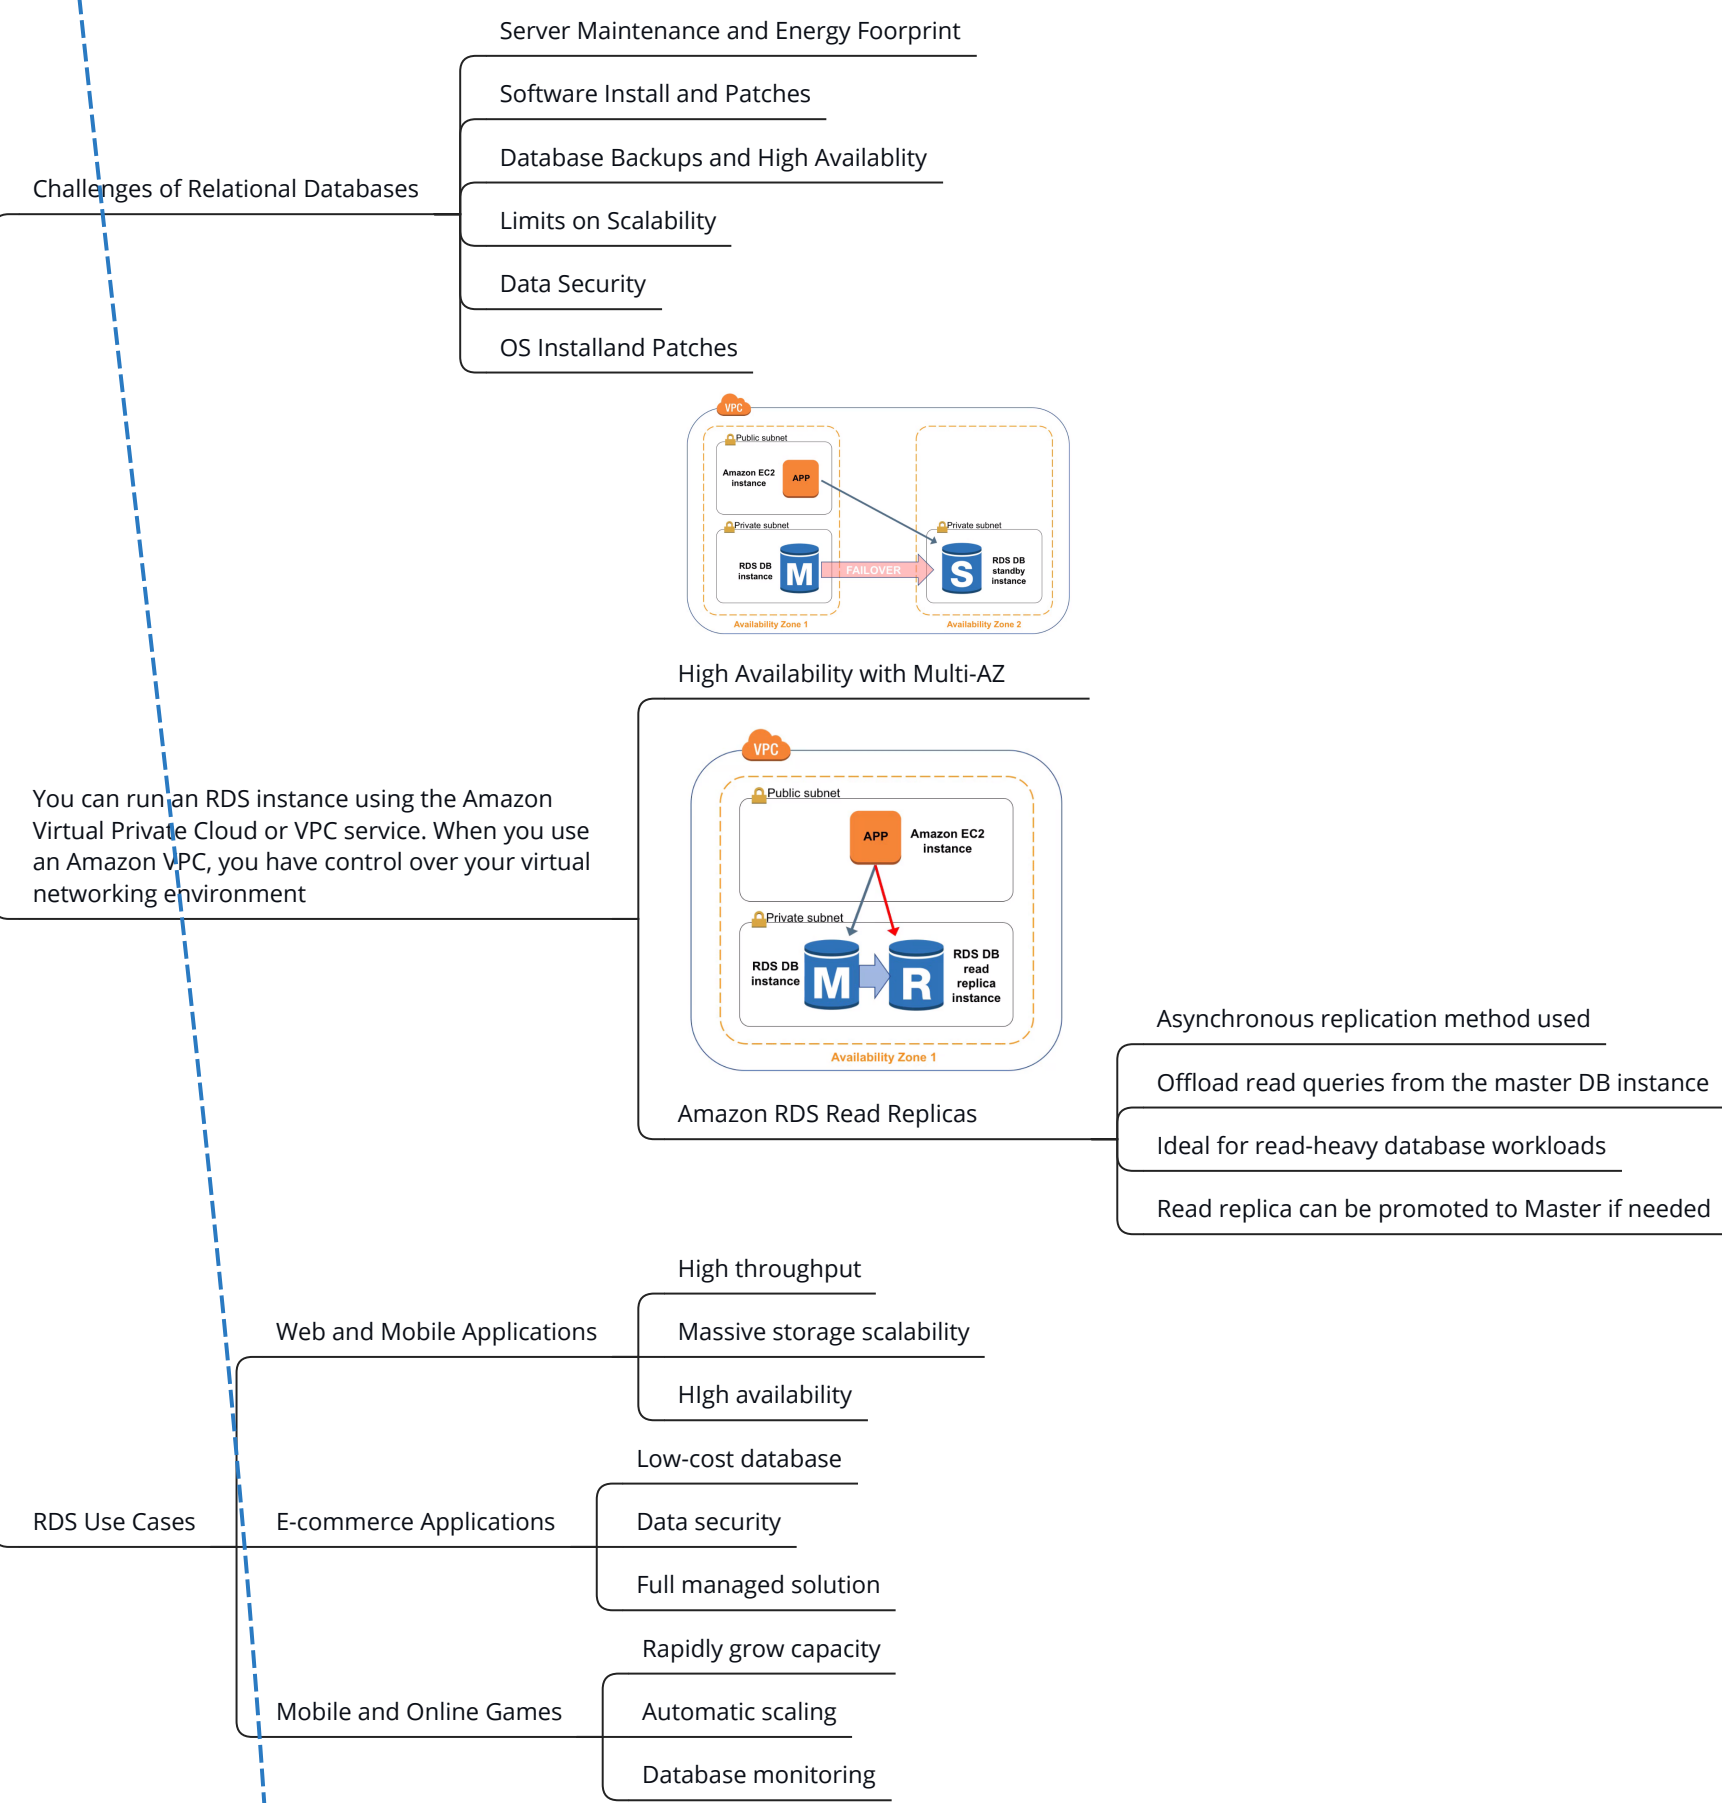 Server Maintenance and Energy Foorprint
Software Install and Patches
Database Backups and High Availablity
Challenges of Relational Databases
Limits on Scalability
Data Security
OS Installand Patches
VPC
Public subnet
Amazon EC2
instance
APP
Private subnet
RDS DB
instance
M
FAILOVER
Private subnet
S
RDS DB
standby
instance
Availability Zone 1
Availability Zone 2
High Availability with Multi-AZ
You can run an RDS instance using the Amazon
Virtual Private Cloud or VPC service. When you use
an Amazon VPC, you have control over your virtual
networking environment
VPC
Public subnet
APP
Amazon EC2
instance
Private subnet
RDS DB
instance
M
R
RDS DB
read
replica
instance
Availability Zone 1
Amazon RDS Read Replicas
Asynchronous replication method used
Offload read queries from the master DB instance
Ideal for read-heavy database workloads
Read replica can be promoted to Master if needed
RDS Use Cases
Web and Mobile Applications
High throughput
Massive storage scalability
HIgh availability
E-commerce Applications
Low-cost database
Data security
Full managed solution
Mobile and Online Games
Rapidly grow capacity
Automatic scaling
Database monitoring